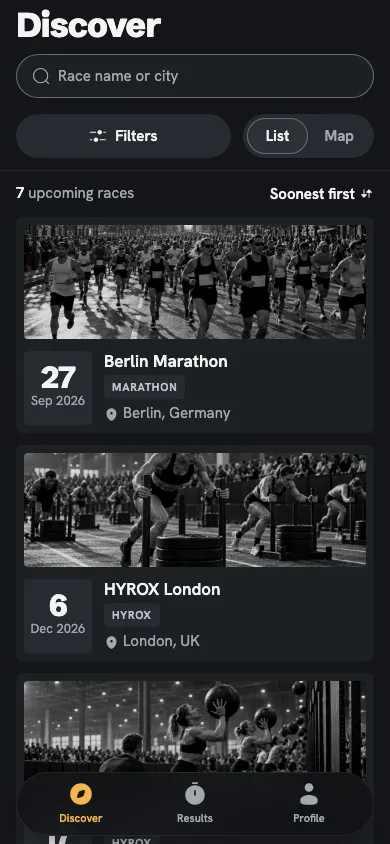 Discover
Race name or city
Filters
List
Map
7 upcoming races
Soonest first
Berlin Marathon
27
Sep 2026
MARATHON
Berlin, Germany
HYROX London
6
Dec 2026
HYROX
London, UK
Discover
Results
Profile
HYROX